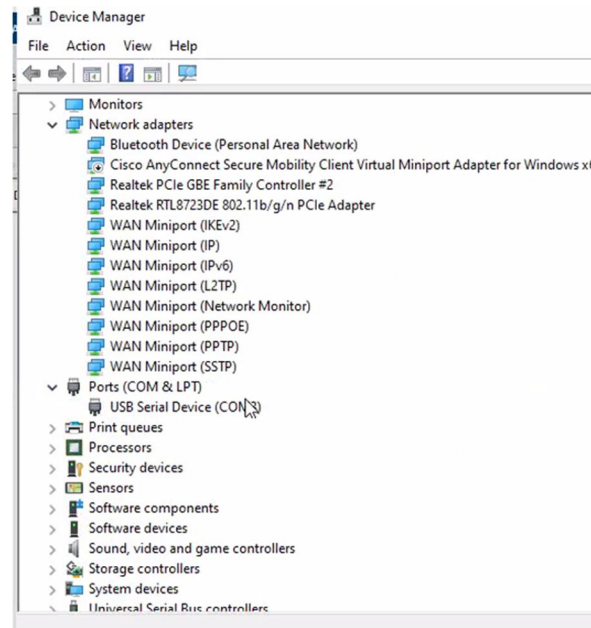 Device Manager
File Action View Help
Monitors
Network adapters
Bluetooth Device (Personal Area Network)
Cisco AnyConnect Secure Mobility Client Virtual Miniport Adapter for Windows x6
Realtek PCIe GBE Family Controller #2
Realtek RTL8723DE 802.11b/g/n PCIe Adapter
WAN Miniport (IKEv2)
WAN Miniport (IP)
WAN Miniport (IPv6)
WAN Miniport (L2TP)
WAN Miniport (Network Monitor)
WAN Miniport (PPPOE)
WAN Miniport (PPTP)
WAN Miniport (SSTP)
Ports (COM & LPT)
USB Serial Device (COM3)
Print queues
Processors
Security devices
Sensors
Software components
Software devices
Sound, video and game controllers
Storage controllers
System devices
Universal Serial Bus controllers